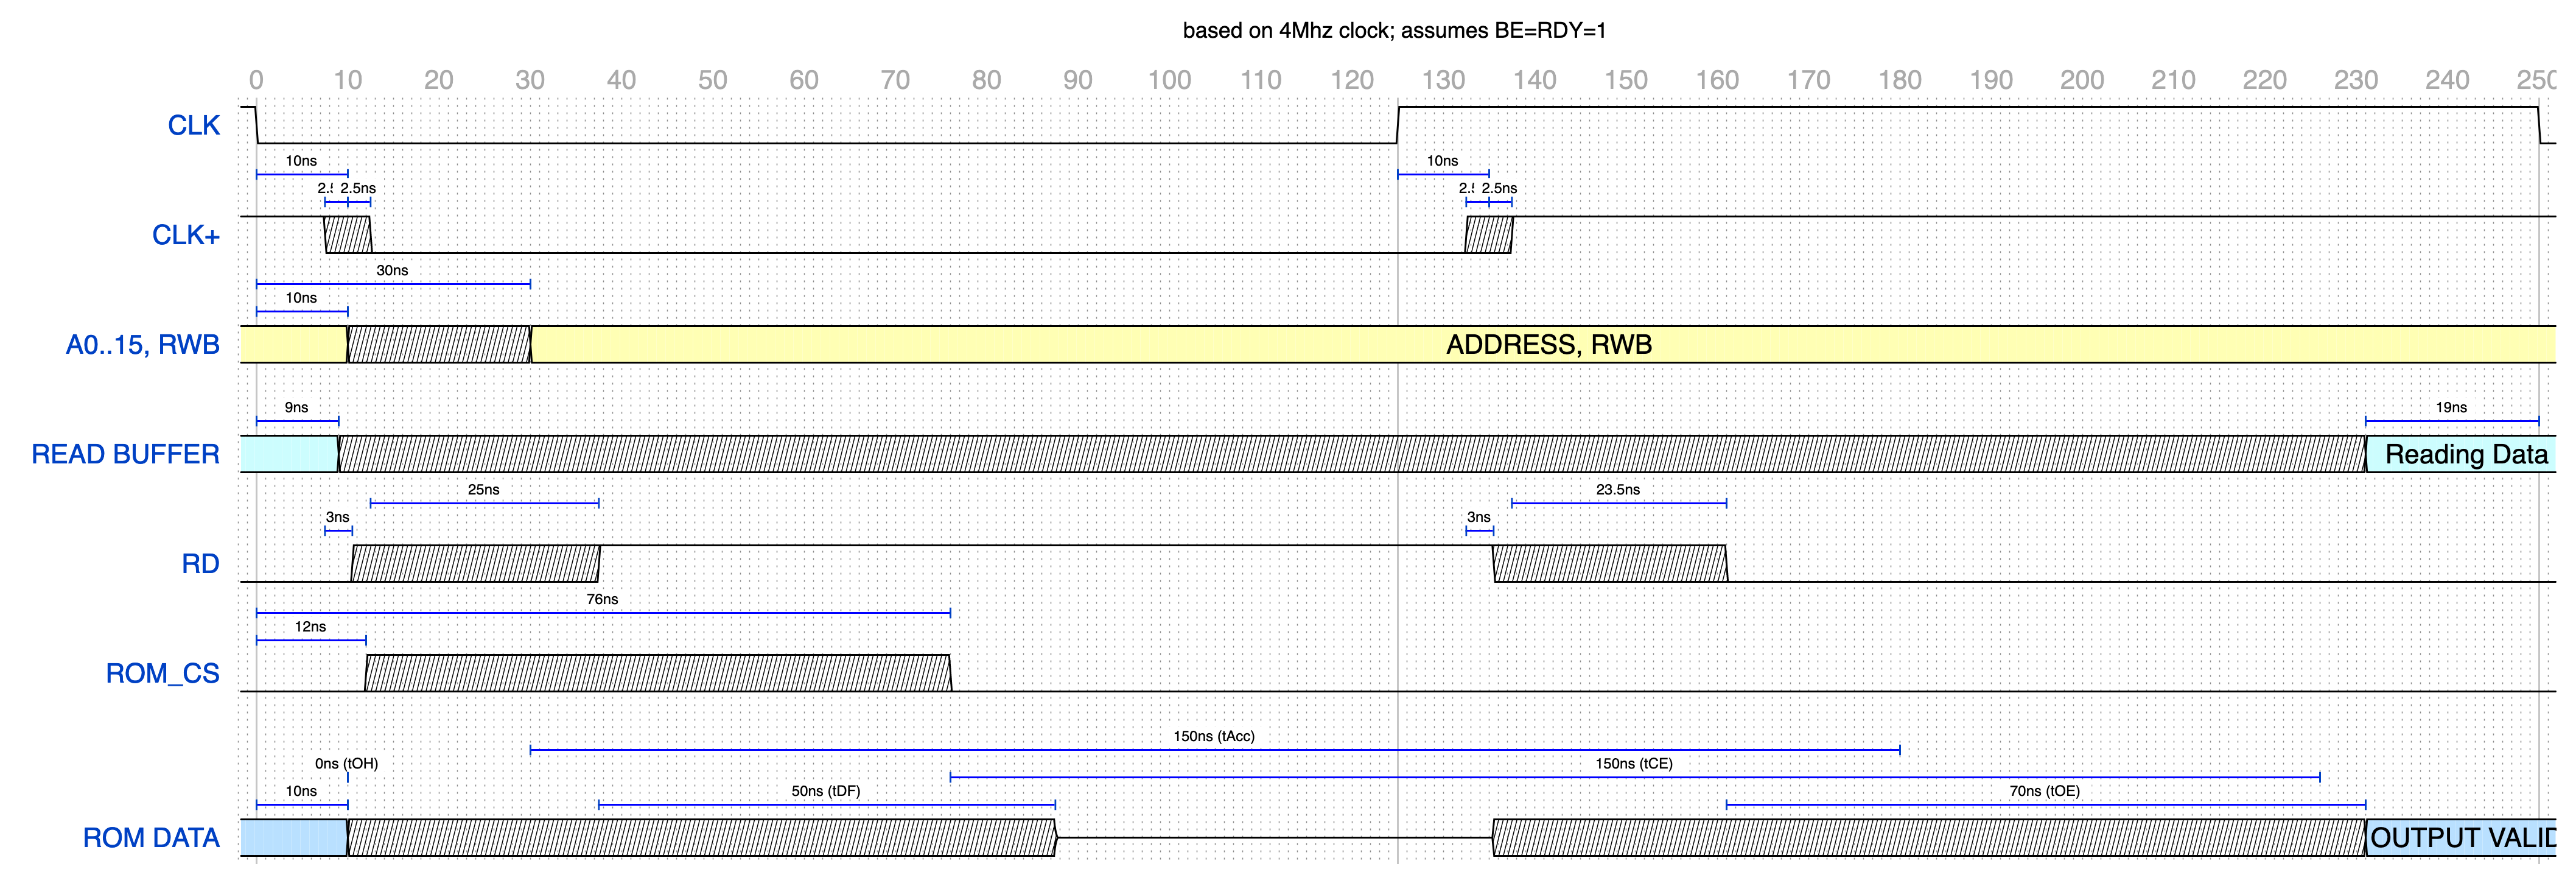 based on 4Mhz clock; assumes BE=RDY=1
0 10 20 30 40 50 60 70 80 90 100 110 120 130 140 150 160 170 180 190 200 210 220 230 240 250
CLK
10ns 10ns
2.5 2.5ns 2.5 2.5ns
CLK+
30ns
10ns
A0..15, RWB ADDRESS, RWB
9ns 19ns
READ BUFFER Reading Data
25ns 23.5ns
3ns 3ns
RD
76ns
12ns
ROM_CS
150ns (tAcc)
0ns (tOH) 150ns (tCE)
10ns 50ns (tDF) 70ns (tOE)
ROM DATA OUTPUT VALID